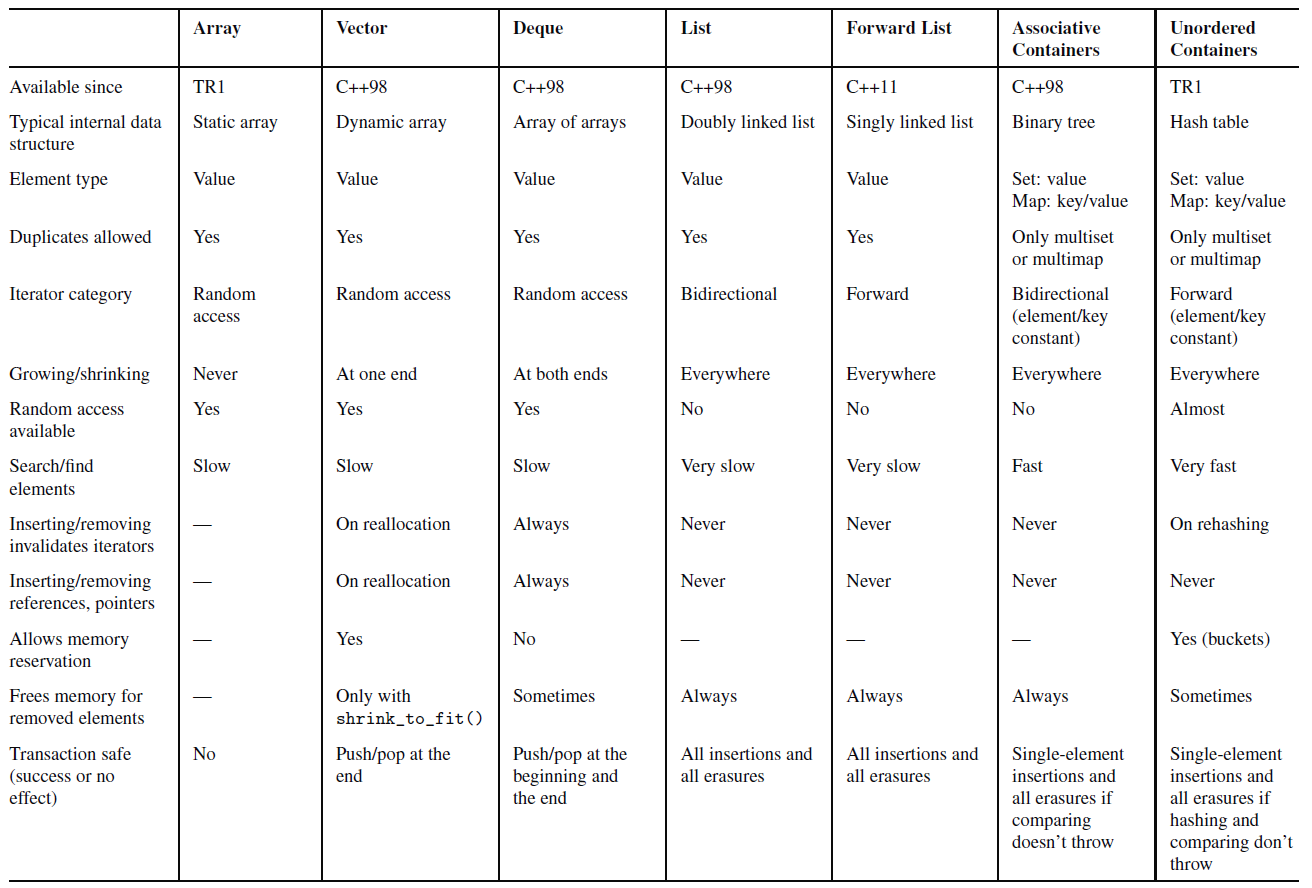 Array Vector Deque List Forward List Associative Unordered
Containers Containers
Available since TR1 C++98 C++98 C++98 C++11 C++98 TR1
Typical internal data Static array Dynamic array Array of arrays Doubly linked list Singly linked list Binary tree Hash table
structure
Element type Value Value Value Value Value Set: value Set: value
Map: key/value Map: key/value
Duplicates allowed Yes Yes Yes Yes Yes Only multiset Only multiset
or multimap or multimap
Iterator category Random Random access Random access Bidirectional Forward Bidirectional Forward
access (element/key (element/key
constant) constant)
Growing/shrinking Never At one end At both ends Everywhere Everywhere Everywhere Everywhere
Random access Yes Yes Yes No No No Almost
available
Search/find Slow Slow Slow Very slow Very slow Fast Very fast
elements
Inserting/removing — On reallocation Always Never Never Never On rehashing
invalidates iterators
Inserting/removing — On reallocation Always Never Never Never Never
references, pointers
Allows memory — Yes No — — — Yes (buckets)
reservation
Frees memory for — Only with Sometimes Always Always Always Sometimes
removed elements shrink_to_fit()
Transaction safe No Push/pop at the Push/pop at the All insertions and All insertions and Single-element Single-element
(success or no end beginning and all erasures all erasures insertions and insertions and
effect) the end all erasures if all erasures if
comparing hashing and
doesn’t throw comparing don’t
throw